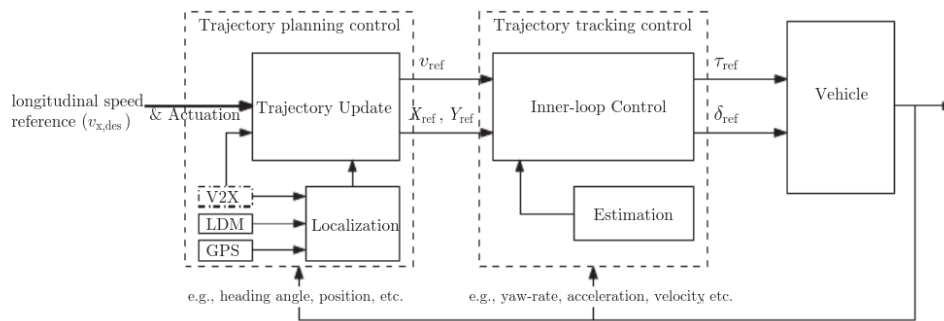 Trajectory planning control
Trajectory tracking control
v_ref
τ_ref
longitudinal speed
reference (v_x,des)
& Actuation
Trajectory Update
Inner-loop Control
Vehicle
X_ref, Y_ref
δ_ref
V2X
LDM
GPS
Localization
Estimation
e.g., heading angle, position, etc.
e.g., yaw-rate, acceleration, velocity etc.